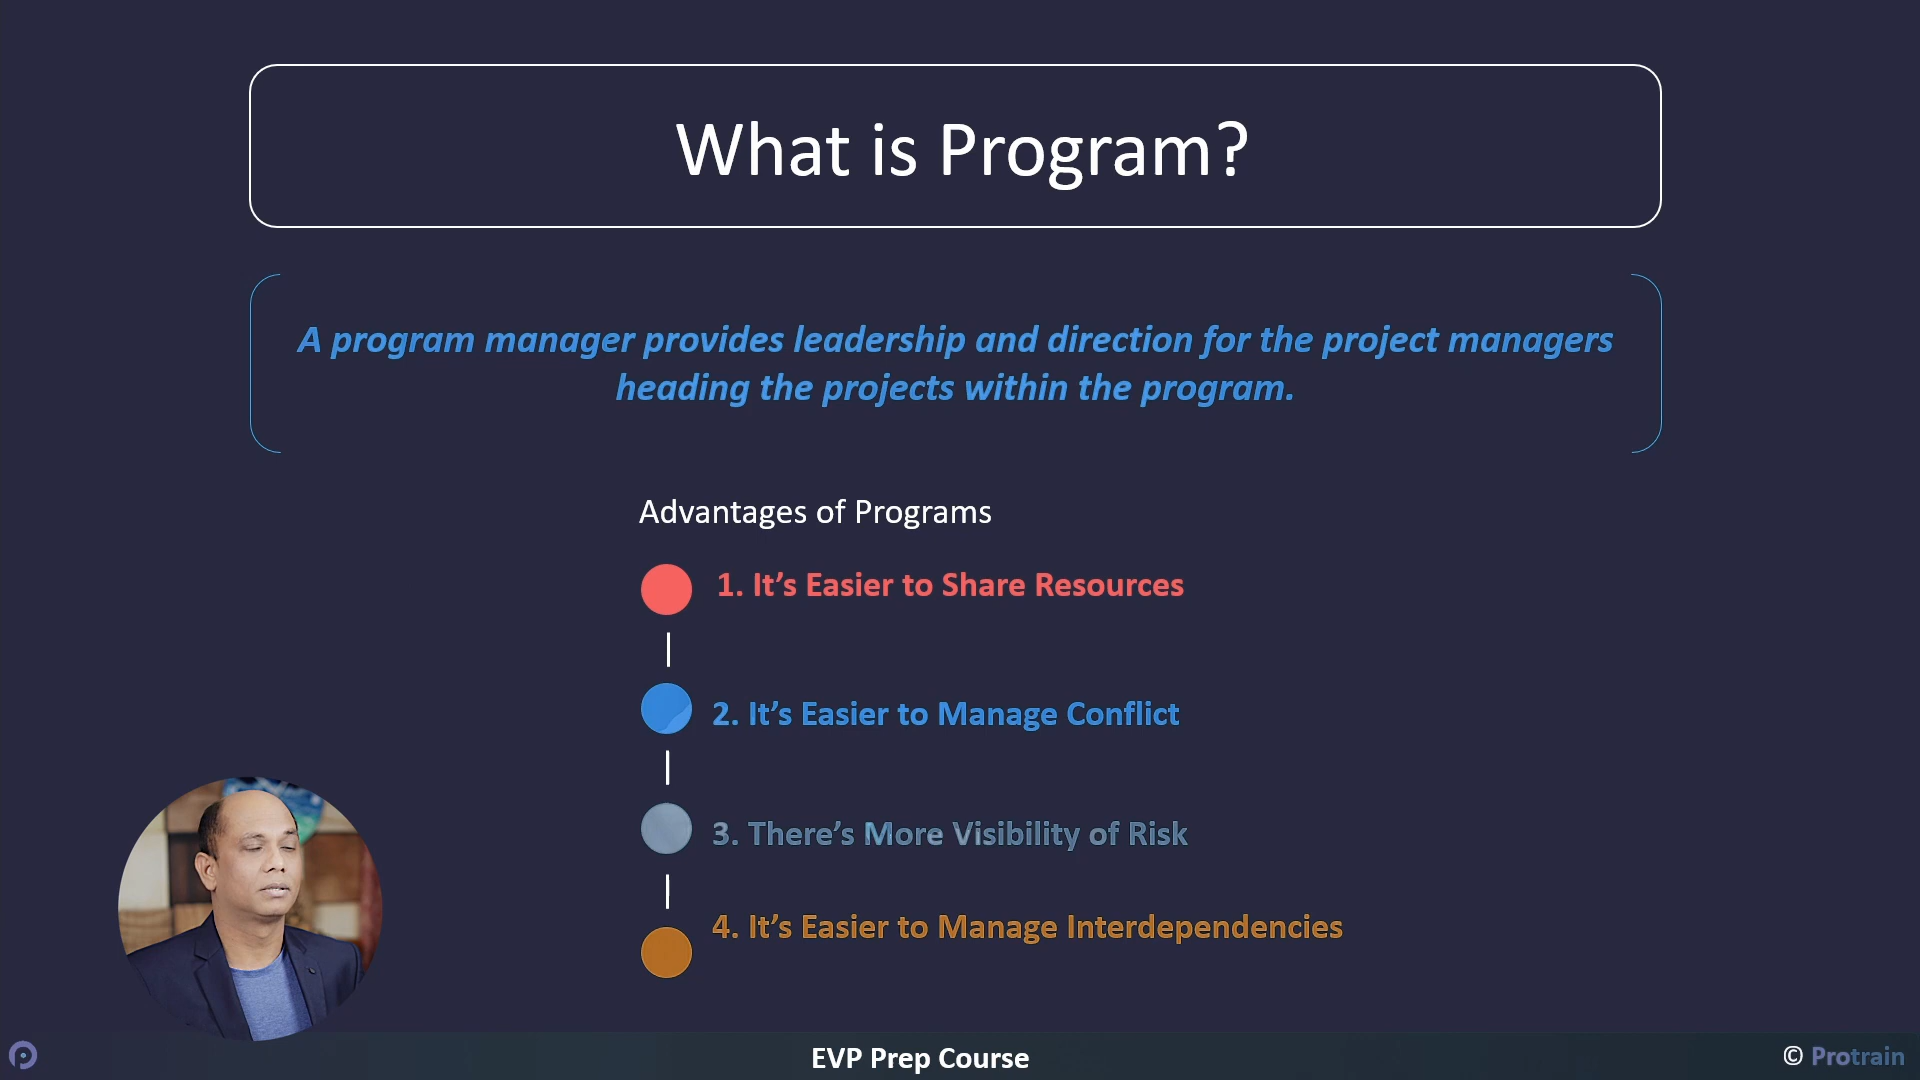 What is Program?
A program manager provides leadership and direction for the project managers
heading the projects within the program.
Advantages of Programs
1. It’s Easier to Share Resources
2. It’s Easier to Manage Conflict
3. There’s More Visibility of Risk
4. It’s Easier to Manage Interdependencies
EVP Prep Course
© Protrain